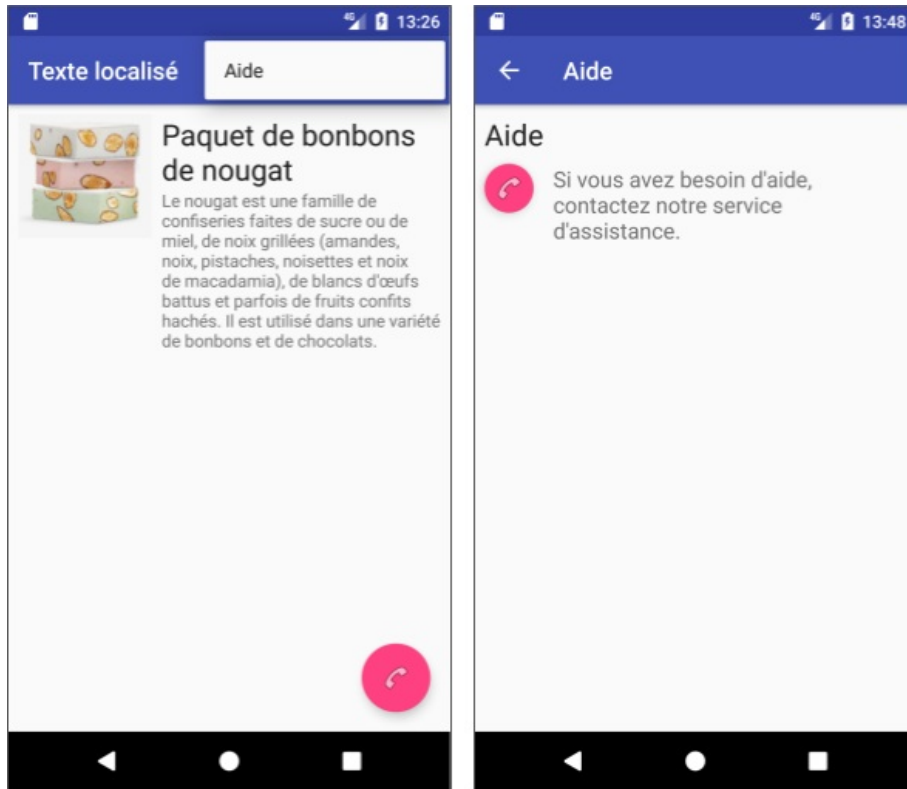 4G 13:26
Texte localisé Aide
Paquet de bonbons
de nougat
Le nougat est une famille de
confiseries faites de sucre ou de
miel, de noix grillées (amandes,
noix, pistaches, noisettes et noix
de macadamia), de blancs d'œufs
battus et parfois de fruits confits
hachés. Il est utilisé dans une variété
de bonbons et de chocolats.
4G 13:48
Aide
Aide
Si vous avez besoin d'aide,
contactez notre service
d'assistance.